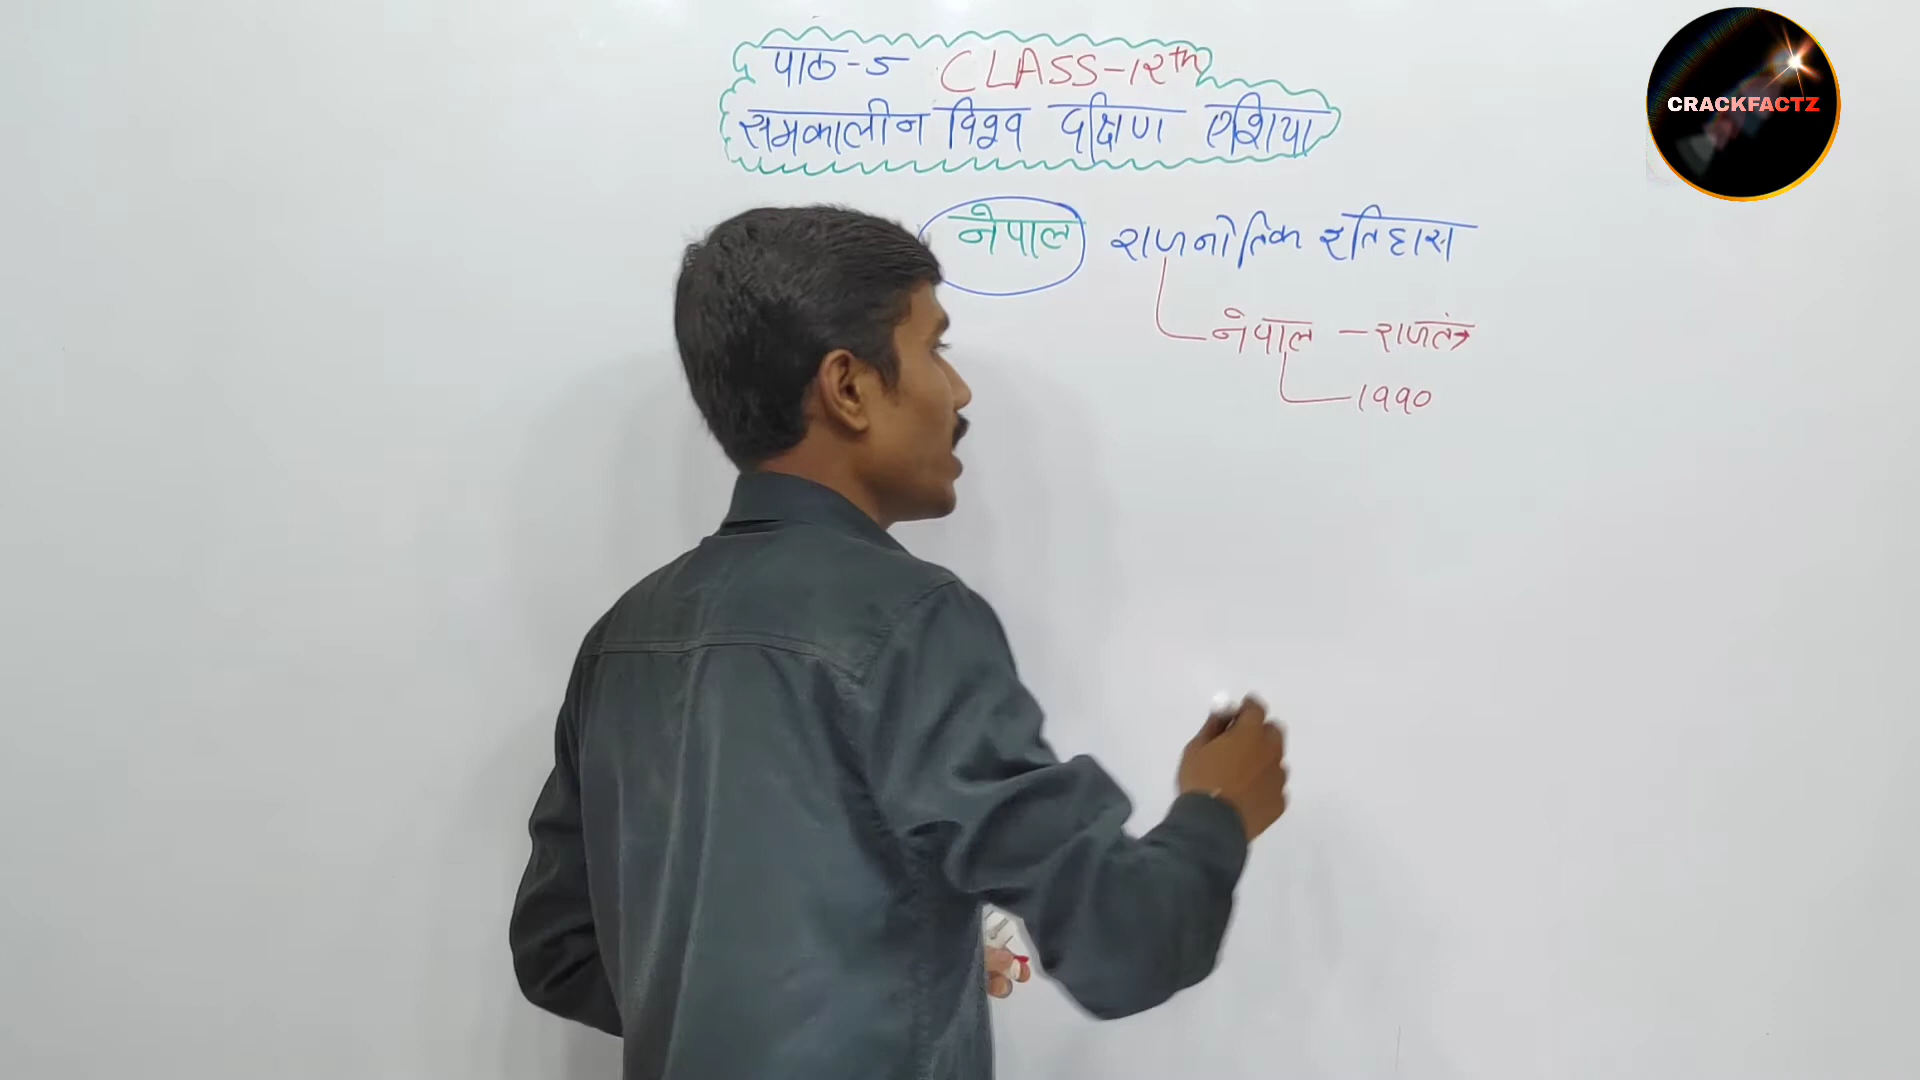 पाठ-5 CLASS-12th
समकालीन विश्व दक्षिण एशिया
नेपाल राजनीतिक इतिहास
नेपाल - राजतंत्र
1990
CRACKFACTZ